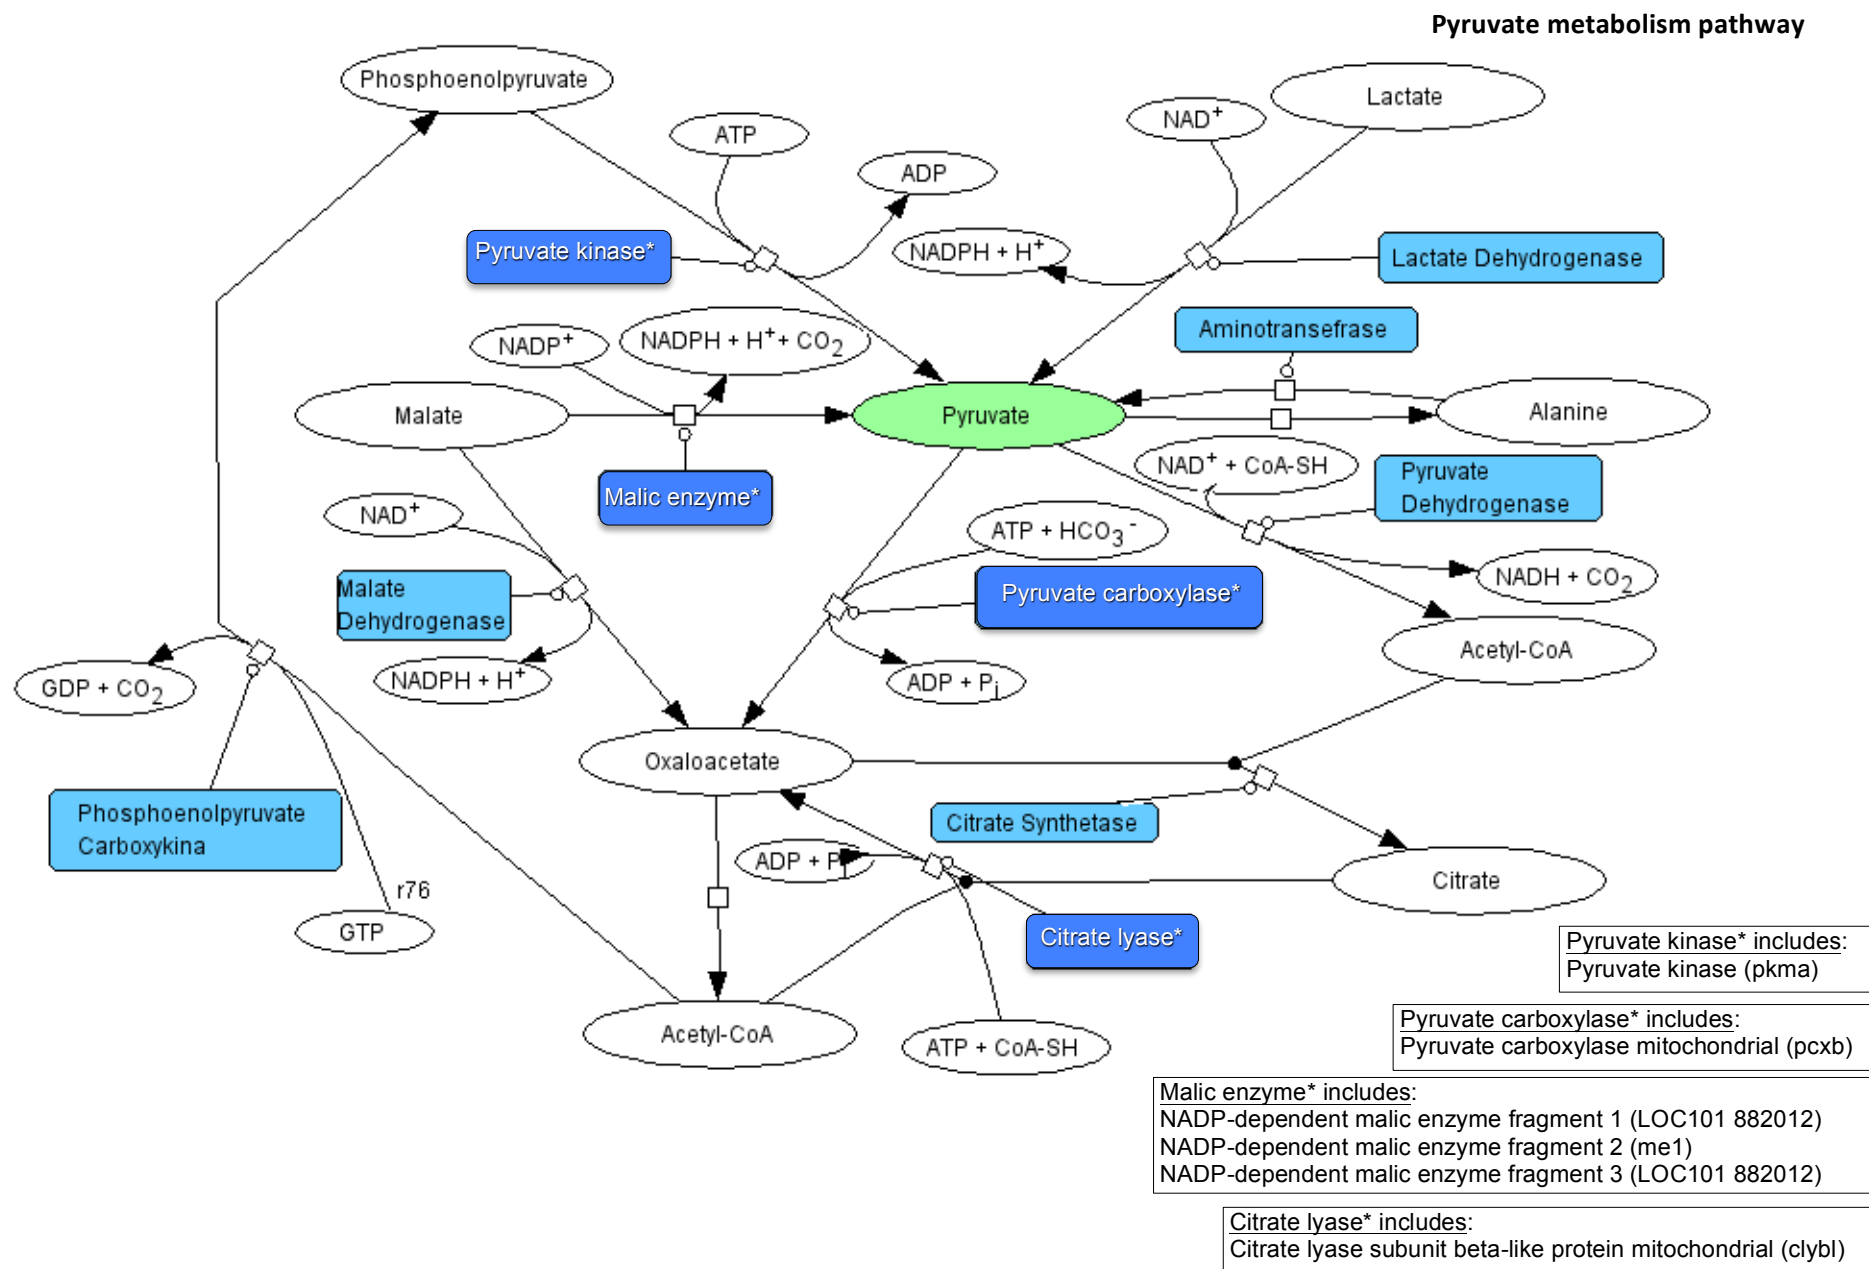 Pyruvate metabolism pathway
Phosphoenolpyruvate
Lactate
NAD+
ATP
ADP
Pyruvate kinase*
NADPH + H+
Lactate Dehydrogenase
Aminotransefrase
NADP+
NADPH + H+ + CO2
Malate
Pyruvate
Alanine
NAD+ + CoA-SH
Pyruvate
Dehydrogenase
Malic enzyme*
NAD+
ATP + HCO3-
NADH + CO2
Malate
Dehydrogenase
Pyruvate carboxylase*
Acetyl-CoA
GDP + CO2
NADPH + H+
ADP + Pi
Oxaloacetate
Phosphoenolpyruvate
Carboxykina
Citrate Synthetase
ADP + Pi
Citrate
r76
GTP
Citrate lyase*
Acetyl-CoA
ATP + CoA-SH
Pyruvate kinase* includes:
Pyruvate kinase (pkma)
Pyruvate carboxylase* includes:
Pyruvate carboxylase mitochondrial (pcxb)
Malic enzyme* includes:
NADP-dependent malic enzyme fragment 1 (LOC101 882012)
NADP-dependent malic enzyme fragment 2 (me1)
NADP-dependent malic enzyme fragment 3 (LOC101 882012)
Citrate lyase* includes:
Citrate lyase subunit beta-like protein mitochondrial (clybl)